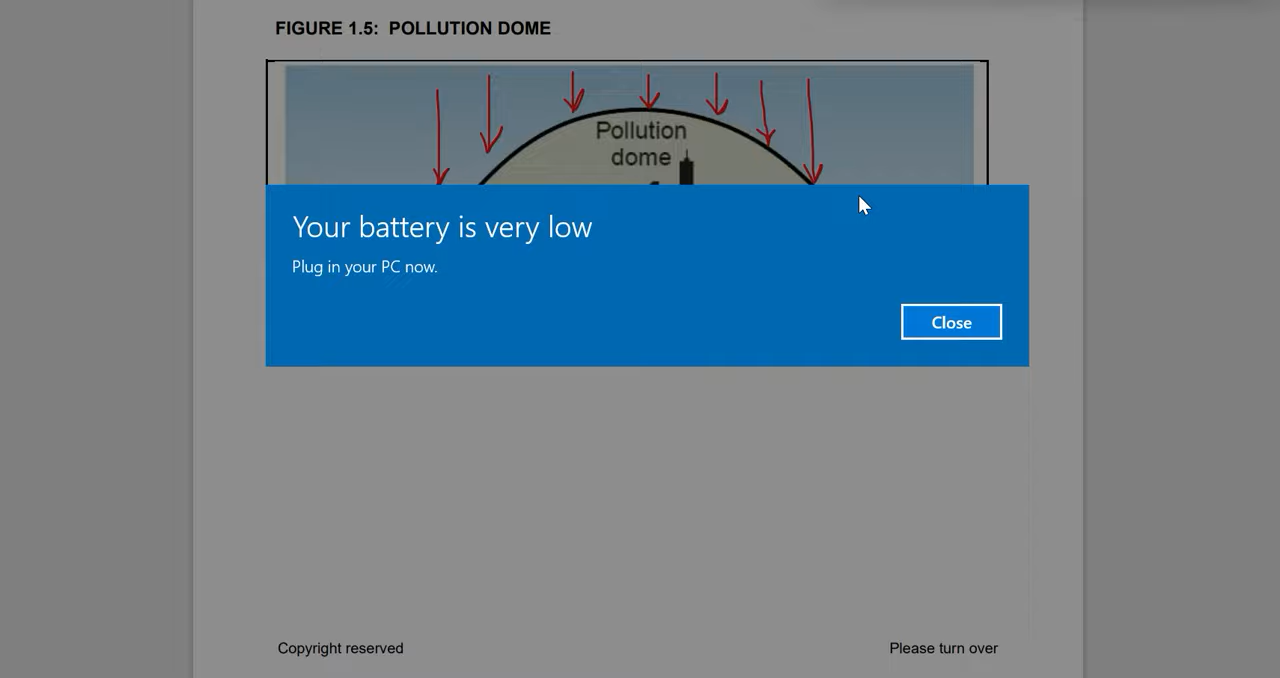 FIGURE 1.5:  POLLUTION DOME
Pollution
dome
Your battery is very low
Plug in your PC now.
Close
Copyright reserved
Please turn over